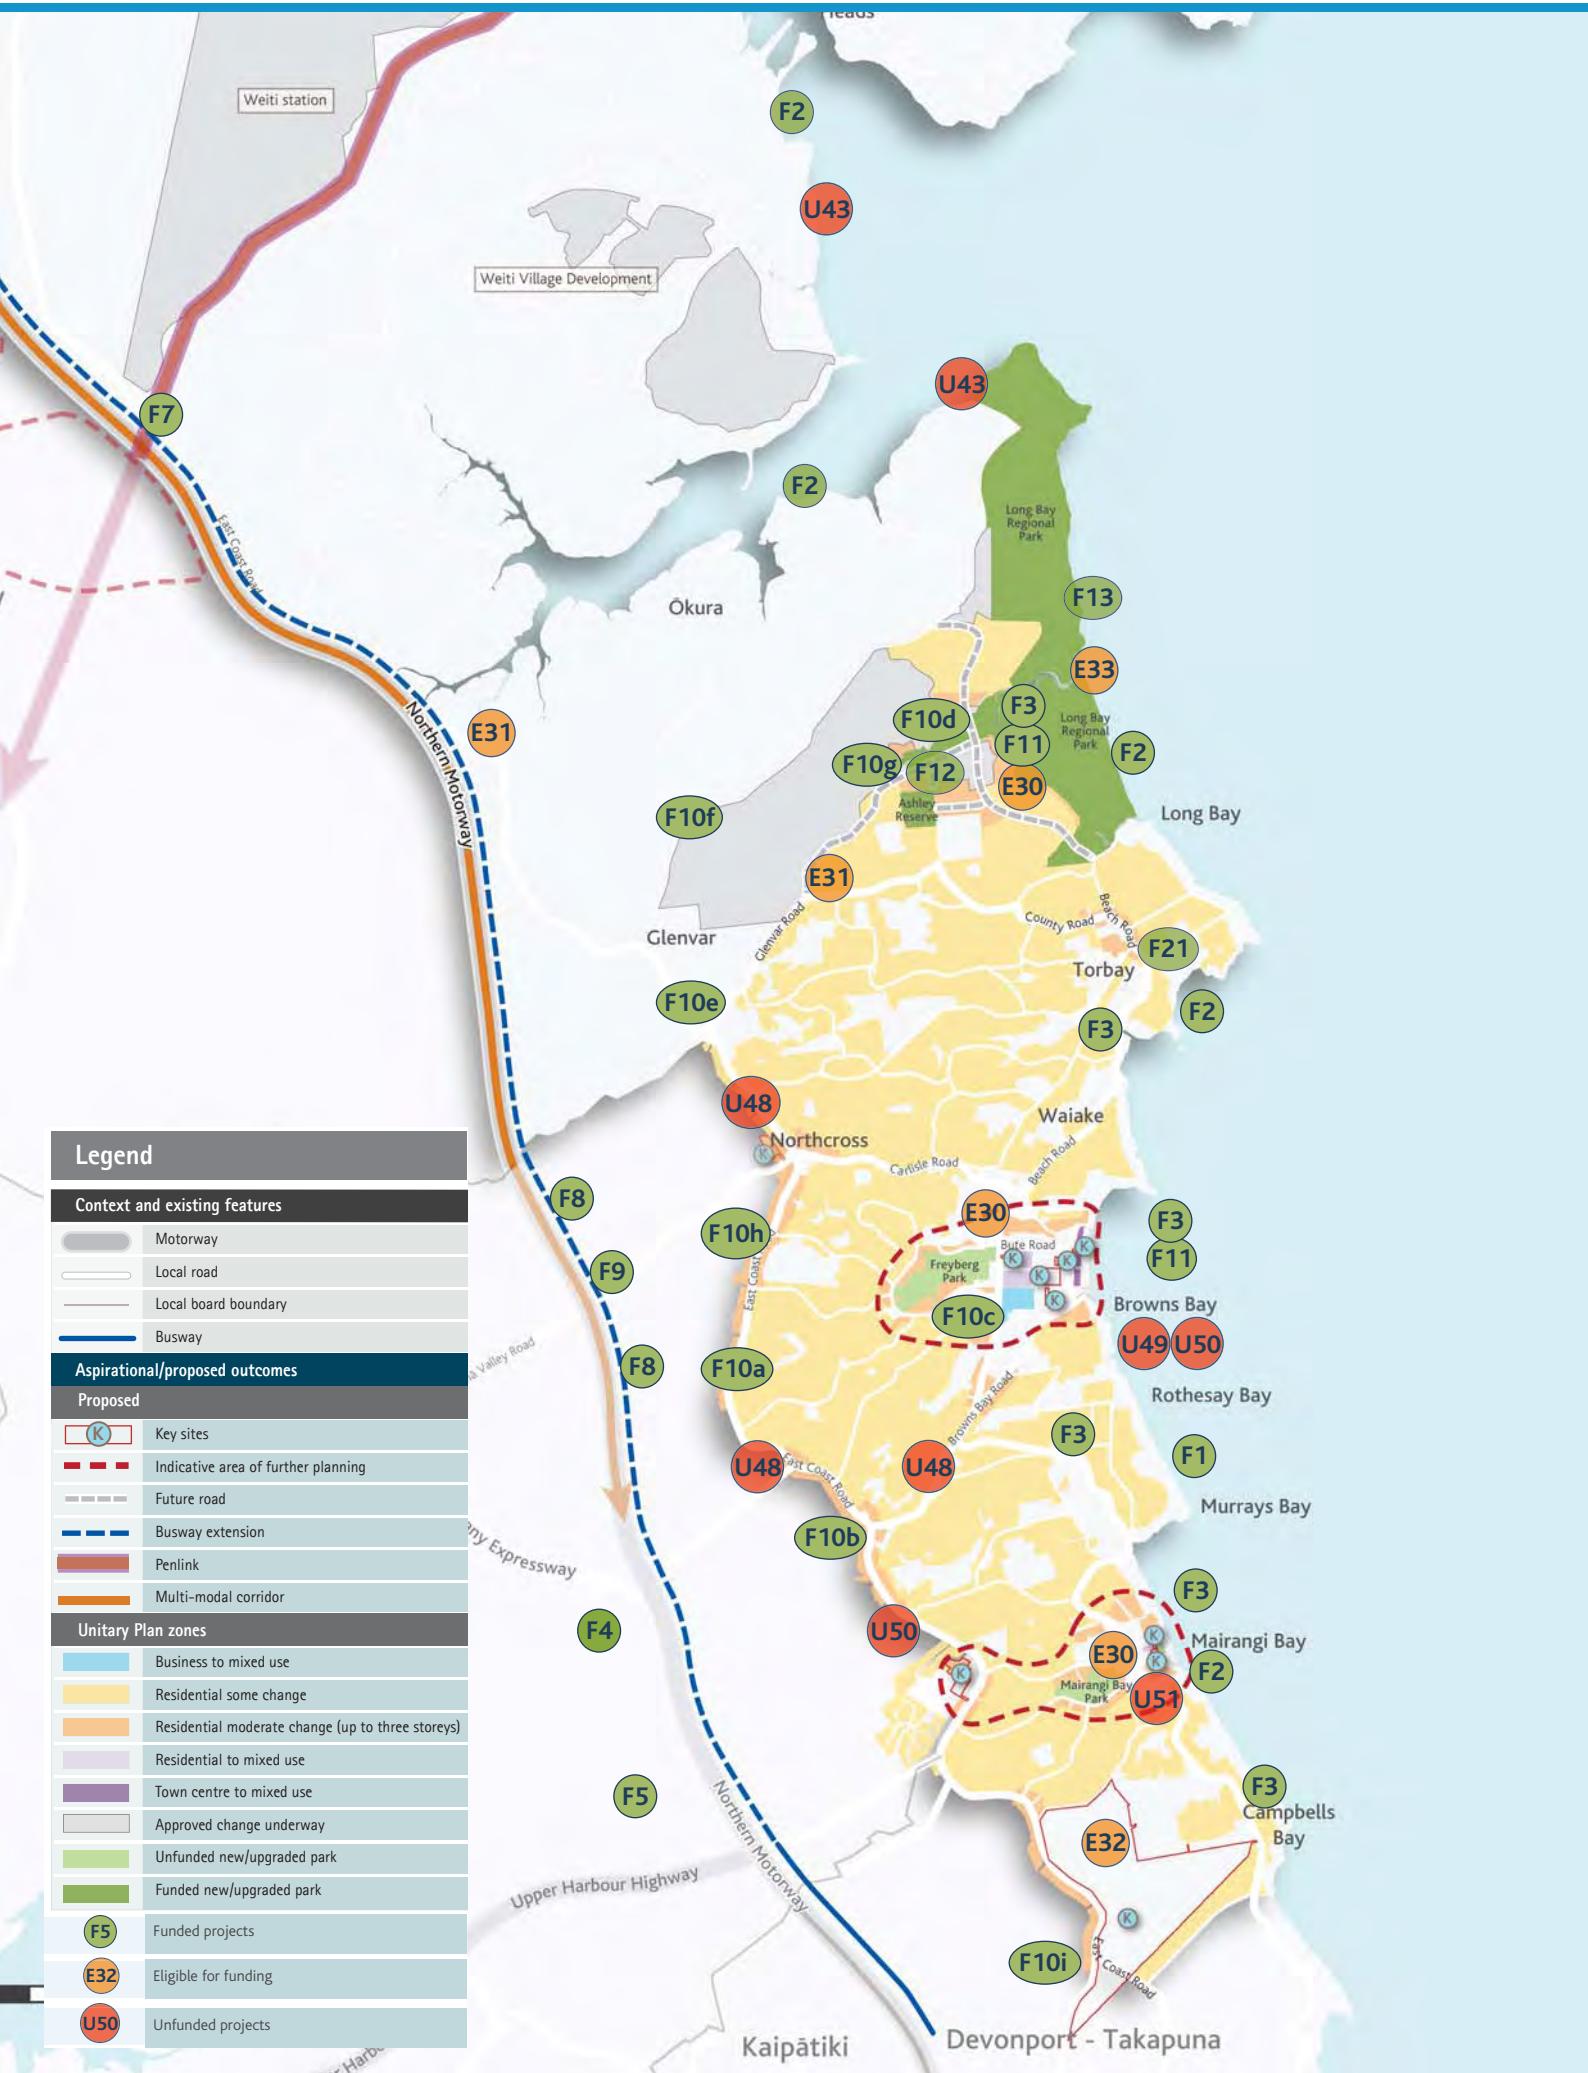 Heads
Weiti station
F2
U43
Weiti Village Development
U43
F7
F2
Long Bay
Regional
Park
East Coast Road
Ōkura
F13
E33
F3
F10d
Long Bay
Regional
Park
E31
F11
F2
F10g
F12
E30
Northern Motorway
Ashley
Reserve
F10f
Long Bay
E31
Beach Road
County Road
Glenvar Road
Glenvar
F21
Torbay
F10e
F2
F3
U48
Waiake
K
Northcross
Carlisle Road
Beach Road
F8
E30
F3
F10h
Bute Road
K
K
K
K
K
F11
F9
Freyberg
Park
East Coast
F10c
Browns Bay
U49
U50
Valley Road
F8
F10a
Rothesay Bay
Browns Bay Road
F3
F1
U48
East Coast Road
U48
Murrays Bay
F10b
ny Expressway
F3
F4
U50
K
Mairangi Bay
E30
K
F2
K
Mairangi Bay
Park
U51
F5
F3
Campbells
Bay
Northern Motorway
E32
Upper Harbour Highway
K
F10i
East Coast Road
Kaipātiki
Devonport - Takapuna
Harbo
Legend
Context and existing features
Motorway
Local road
Local board boundary
Busway
Aspirational/proposed outcomes
Proposed
K
Key sites
Indicative area of further planning
Future road
Busway extension
Penlink
Multi-modal corridor
Unitary Plan zones
Business to mixed use
Residential some change
Residential moderate change (up to three storeys)
Residential to mixed use
Town centre to mixed use
Approved change underway
Unfunded new/upgraded park
Funded new/upgraded park
F5
Funded projects
E32
Eligible for funding
U50
Unfunded projects